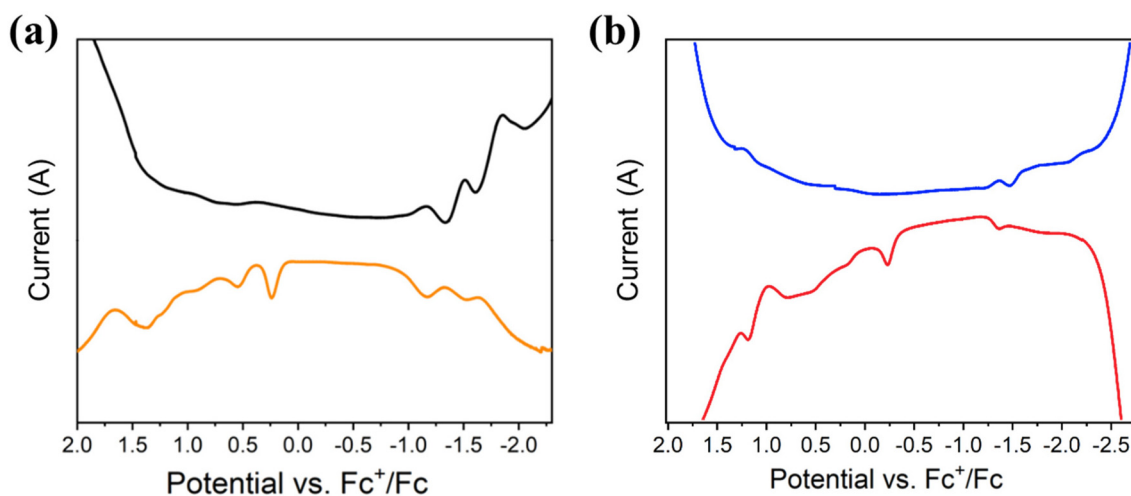 (a)
Current (A)
2.0 1.5 1.0 0.5 0.0 -0.5 -1.0 -1.5 -2.0
Potential vs. Fc⁺/Fc
(b)
Current (A)
2.0 1.5 1.0 0.5 0.0 -0.5 -1.0 -1.5 -2.0 -2.5
Potential vs. Fc⁺/Fc